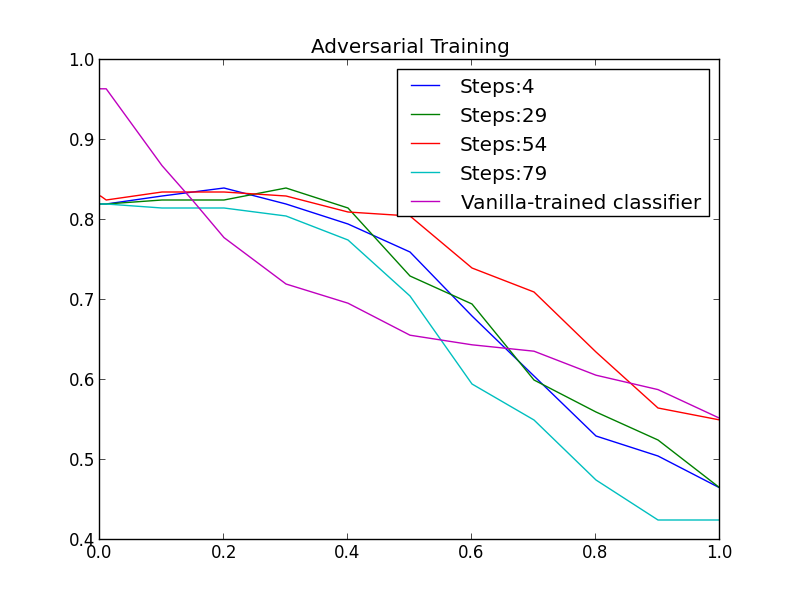 Adversarial Training
1.0
0.9
0.8
0.7
0.6
0.5
0.4
Steps:4
Steps:29
Steps:54
Steps:79
Vanilla-trained classifier
0.0 0.2 0.4 0.6 0.8 1.0